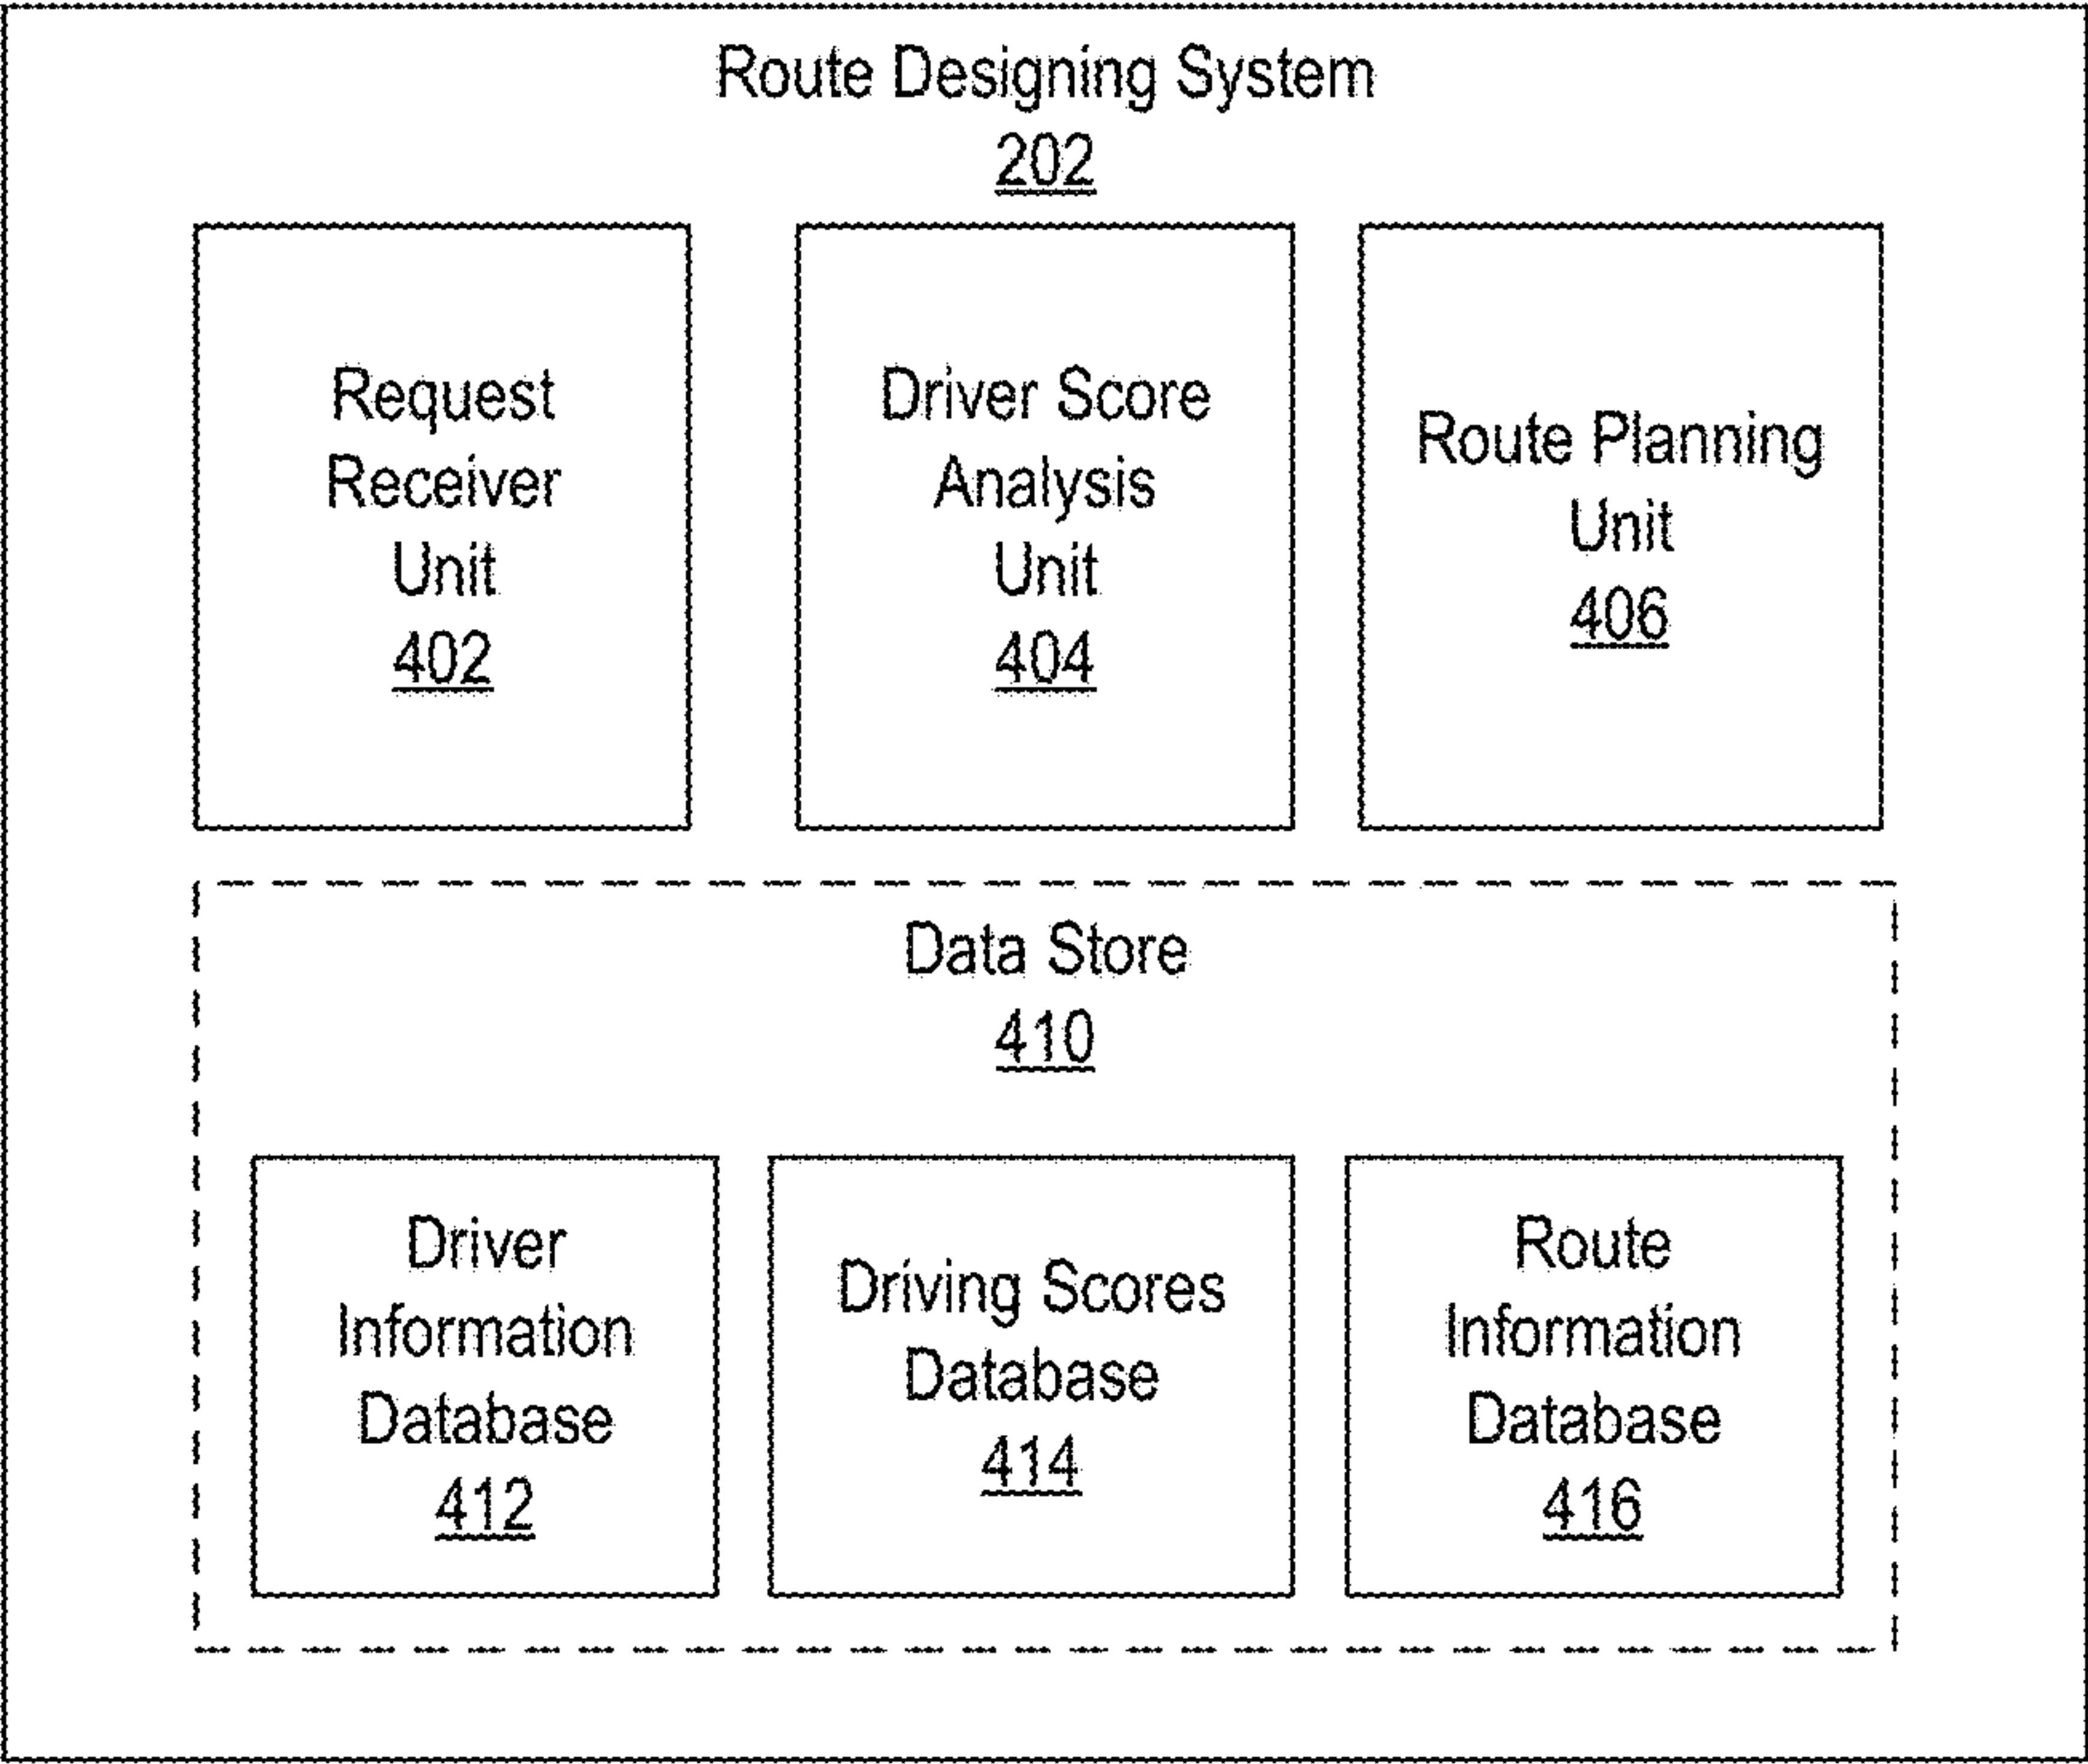 Route Designing System
202
Request
Receiver
Unit
402
Driver Score
Analysis
Unit
404
Route Planning
Unit
406
Data Store
410
Driver
Information
Database
412
Driving Scores
Database
414
Route
Information
Database
416